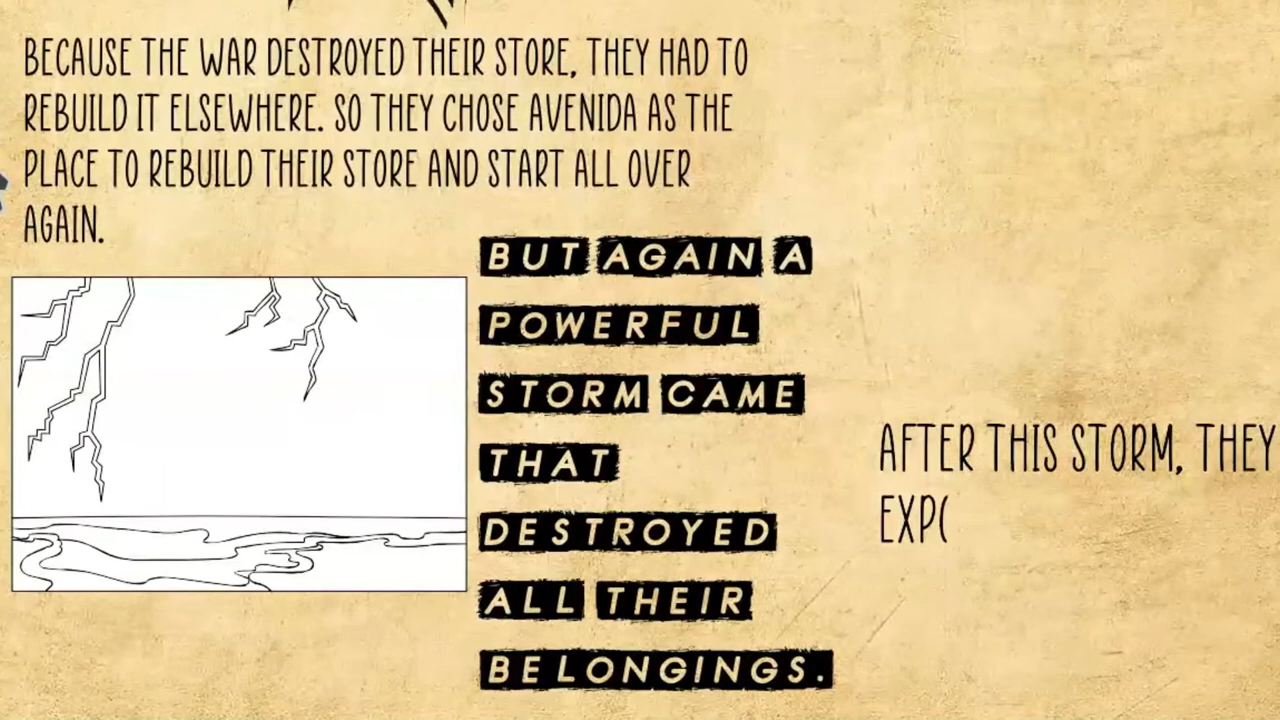 BECAUSE THE WAR DESTROYED THEIR STORE, THEY HAD TO
REBUILD IT ELSEWHERE. SO THEY CHOSE AVENIDA AS THE
PLACE TO REBUILD THEIR STORE AND START ALL OVER
AGAIN.
BUT AGAIN A
POWERFUL
STORM CAME
THAT
DESTROYED
ALL THEIR
BELONGINGS.
AFTER THIS STORM, THEY
EXP(